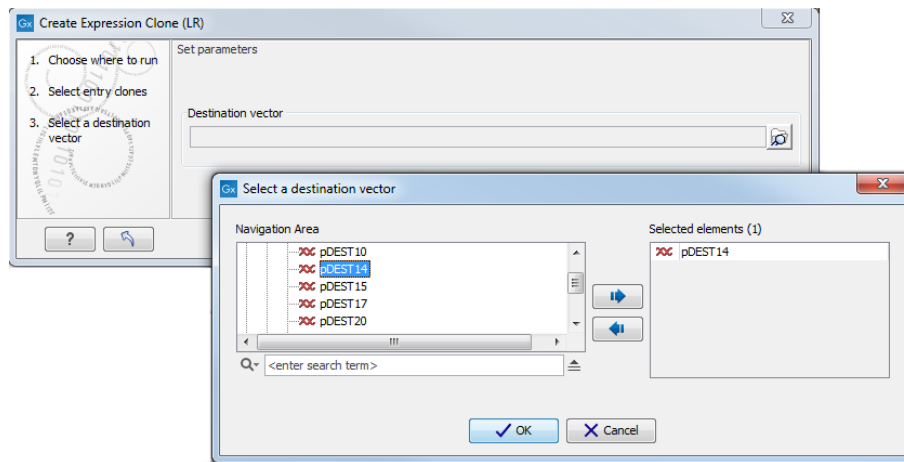 Gx Create Expression Clone (LR)
1. Choose where to run
2. Select entry clones
3. Select a destination
vector
Set parameters
Destination vector
?
Gx Select a destination vector
Navigation Area
pDEST10
pDEST14
pDEST15
pDEST17
pDEST20
<enter search term>
Selected elements (1)
pDEST14
OK
Cancel